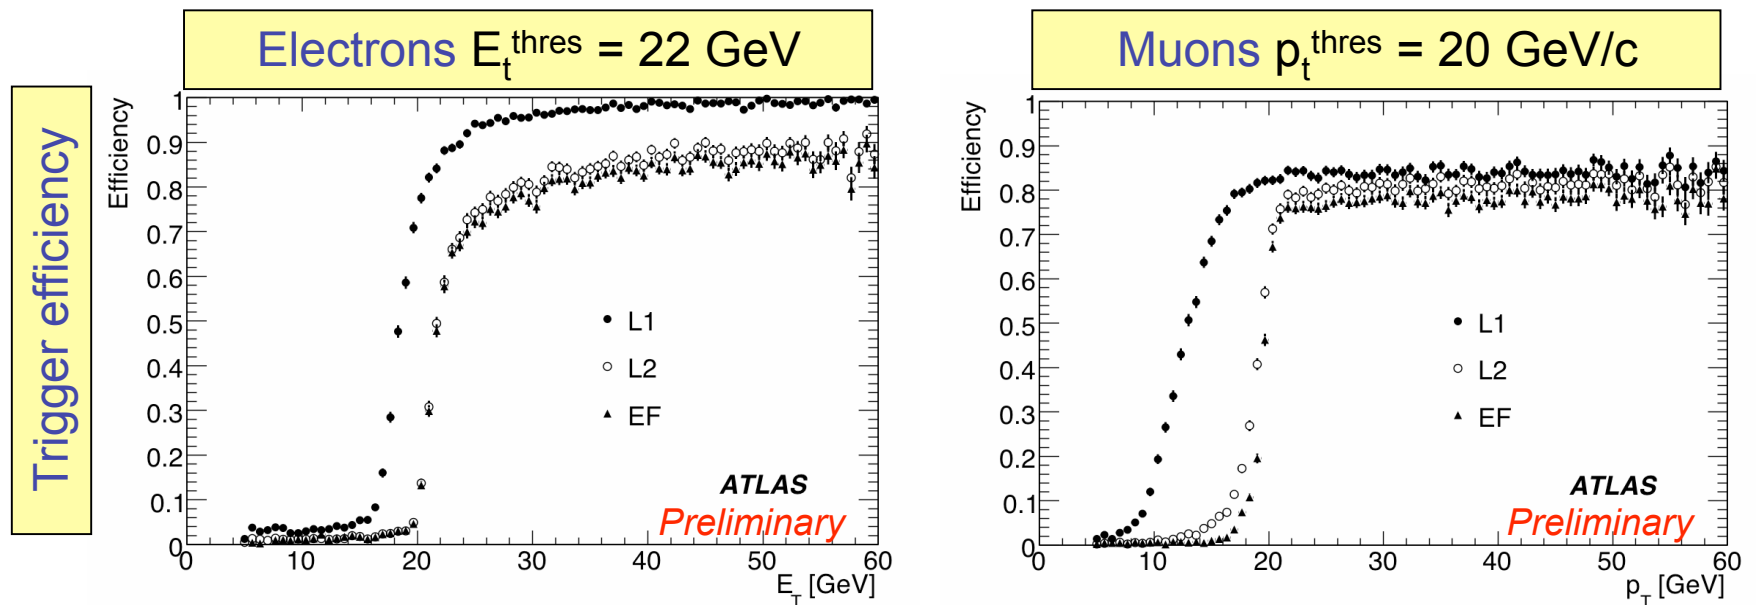 Electrons E_t^thres = 22 GeV
Muons p_t^thres = 20 GeV/c
Trigger efficiency
Efficiency
1
0.9
0.8
0.7
0.6
0.5
0.4
0.3
0.2
0.1
0
L1
L2
EF
ATLAS
Preliminary
0 10 20 30 40 50 60
E_T [GeV]
Efficiency
1
0.9
0.8
0.7
0.6
0.5
0.4
0.3
0.2
0.1
0
L1
L2
EF
ATLAS
Preliminary
0 10 20 30 40 50 60
p_T [GeV]